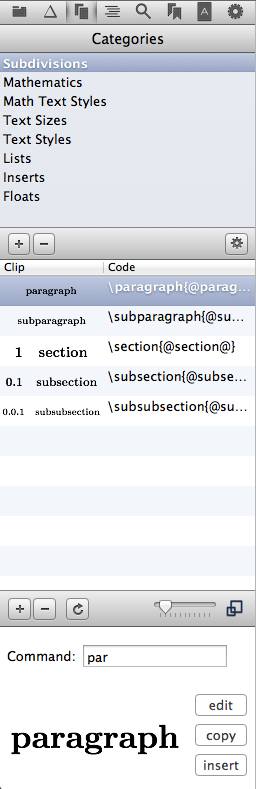 A
Categories
Subdivisions
Mathematics
Math Text Styles
Text Sizes
Text Styles
Lists
Inserts
Floats
Clip Code
paragraph \paragraph{@parag...
subparagraph \subparagraph{@su...
1 section \section{@section@}
0.1 subsection \subsection{@subse...
0.0.1 subsubsection \subsubsection{@su...
Command: par
edit
paragraph copy
insert